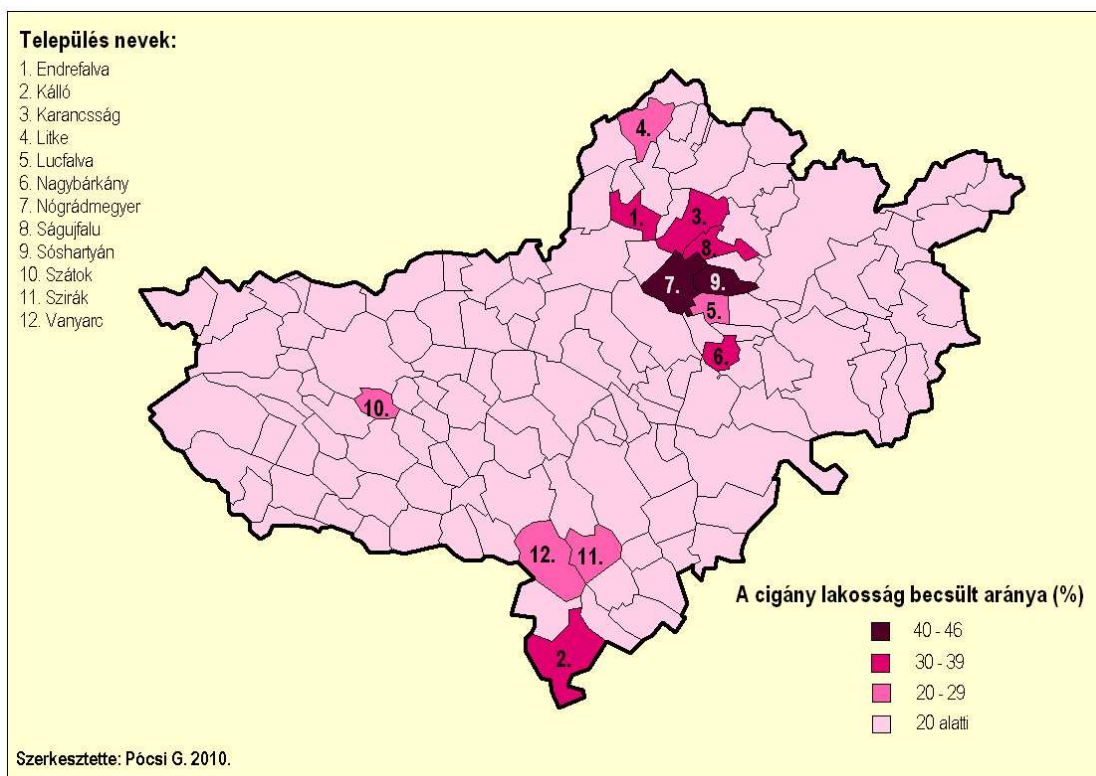 Település nevek:
1. Endrefalva
2. Kálló
3. Karancsság
4. Litke
5. Lucfalva
6. Nagybárkány
7. Nógrádmegyer
8. Ságujfalu
9. Sóshartyán
10. Szátok
11. Szirák
12. Vanyarc
4.
1.
3.
8.
7.
9.
5.
6.
10.
12.
11.
2.
A cigány lakosság becsült aránya (%)
40 - 46
30 - 39
20 - 29
20 alatti
Szerkesztette: Pócsi G. 2010.